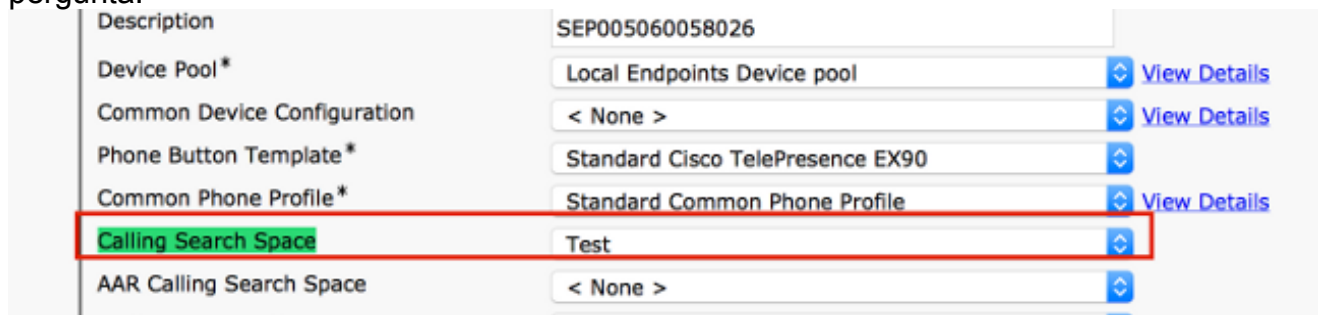 pergunta.
Description SEP005060058026
Device Pool* Local Endpoints Device pool View Details
Common Device Configuration < None > View Details
Phone Button Template* Standard Cisco TelePresence EX90
Common Phone Profile* Standard Common Phone Profile View Details
Calling Search Space Test
AAR Calling Search Space < None >